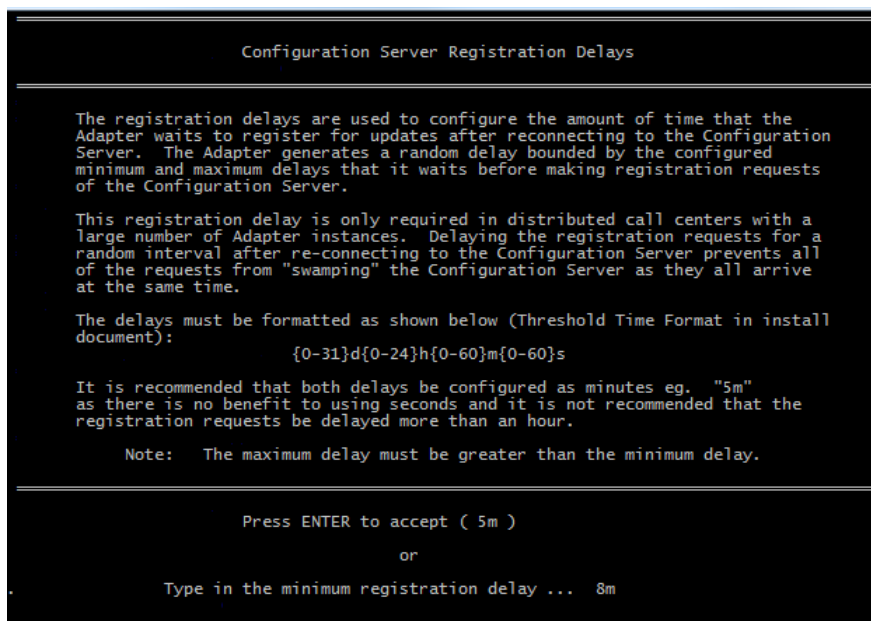 Configuration Server Registration Delays
The registration delays are used to configure the amount of time that the
Adapter waits to register for updates after reconnecting to the Configuration
Server. The Adapter generates a random delay bounded by the configured
minimum and maximum delays that it waits before making registration requests
of the Configuration Server.
This registration delay is only required in distributed call centers with a
large number of Adapter instances. Delaying the registration requests for a
random interval after re-connecting to the Configuration Server prevents all
of the requests from "swamping" the Configuration Server as they all arrive
at the same time.
The delays must be formatted as shown below (Threshold Time Format in install
document):
{0-31}d{0-24}h{0-60}m{0-60}s
It is recommended that both delays be configured as minutes eg. "5m"
as there is no benefit to using seconds and it is not recommended that the
registration requests be delayed more than an hour.
Note: The maximum delay must be greater than the minimum delay.
Press ENTER to accept ( 5m )
or
. Type in the minimum registration delay ... 8m